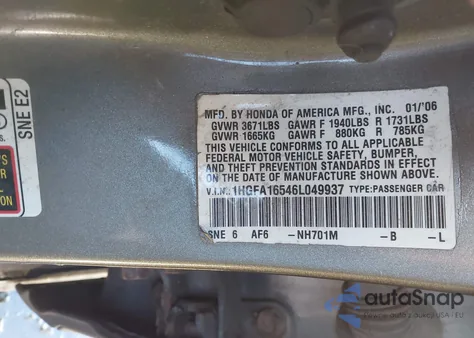 SNE E2
MFD. BY HONDA OF AMERICA MFG., INC. 01/'06
GVWR 3671LBS GAWR F 1940LBS R 1731LBS
GVWR 1665KG GAWR F 880KG R 785KG
THIS VEHICLE CONFORMS TO ALL APPLICABLE
FEDERAL MOTOR VEHICLE SAFETY, BUMPER,
AND THEFT PREVENTION STANDARDS IN EFFECT
ON THE DATE OF MANUFACTURE SHOWN ABOVE.
V.I.N.: 1HGFA16546L049937 TYPE:PASSENGER CAR
SNE 6 AF6 -NH701M -B -L
autoSnap